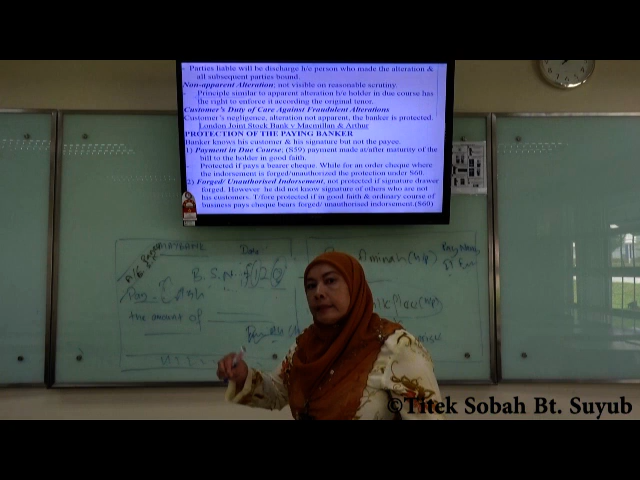 - Parties liable will be discharge h/e person who made the alteration &
all subsequent parties bound.
Non-apparent Alteration; not visible on reasonable scrutiny.
- Principle similar to apparent alteration h/e holder in due course has
the right to enforce it according the original tenor.
Customer's Duty of Care Against Fraudulent Alterations
Customer's negligence, alteration not apparent, the banker is protected.
London Joint Stock Bank v Macmillan & Arthur
PROTECTION OF THE PAYING BANKER
Banker knows his customer & his signature but not the payee.
1) Payment in Due Course; (S59) payment made at/after maturity of the
bill to the holder in good faith.
- Protected if pays a bearer cheque. While for an order cheque where
the indorsement is forged/unauthorized the protection under S60.
2) Forged/ Unauthorised Indorsement, not protected if signature drawer
forged. However he did not know signature of others who are not
his customers. T/fore protected if in good faith & ordinary course of
business pays cheque bears forged/ unauthorised indorsement.(S60)
MAYBANK Date
B. Sept.
Pay Cash
the amount of
Aminah
©Titek Sobah Bt. Suyub